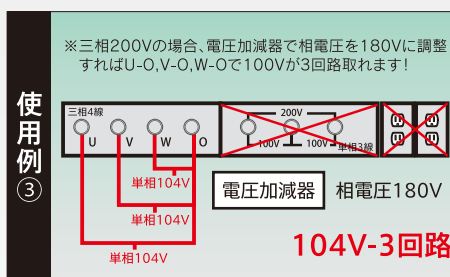 使用例③
※三相200Vの場合、電圧加減器で相電圧を180Vに調整
すればU-O,V-O,W-Oで100Vが3回路取れます!
三相4線
U V W O
200V
100V 100V 単相3線
単相104V
単相104V
単相104V
電圧加減器 相電圧180V
104V-3回路